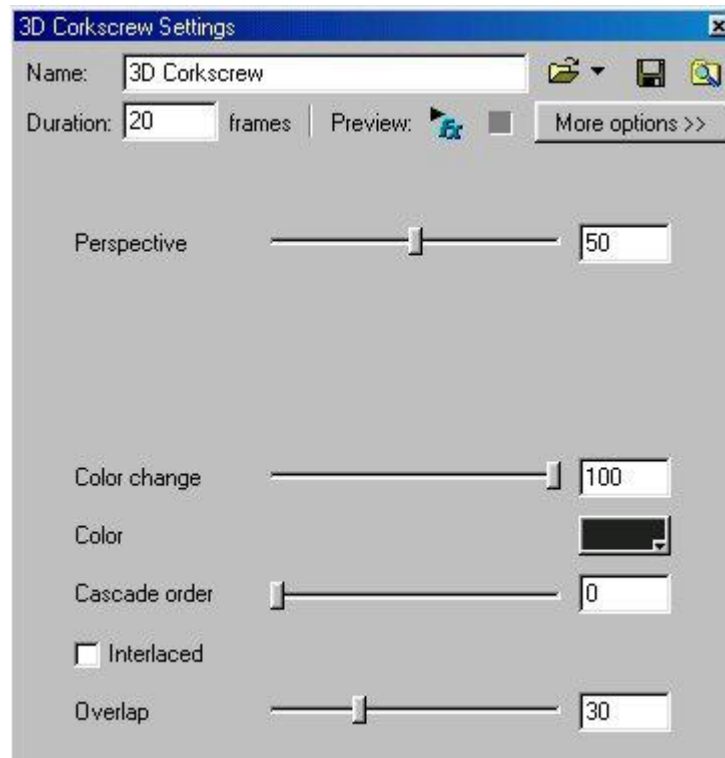 3D Corkscrew Settings
Name: 3D Corkscrew
Duration: 20 frames Preview: fx More options >>
Perspective 50
Color change 100
Color
Cascade order 0
Interlaced
Overlap 30